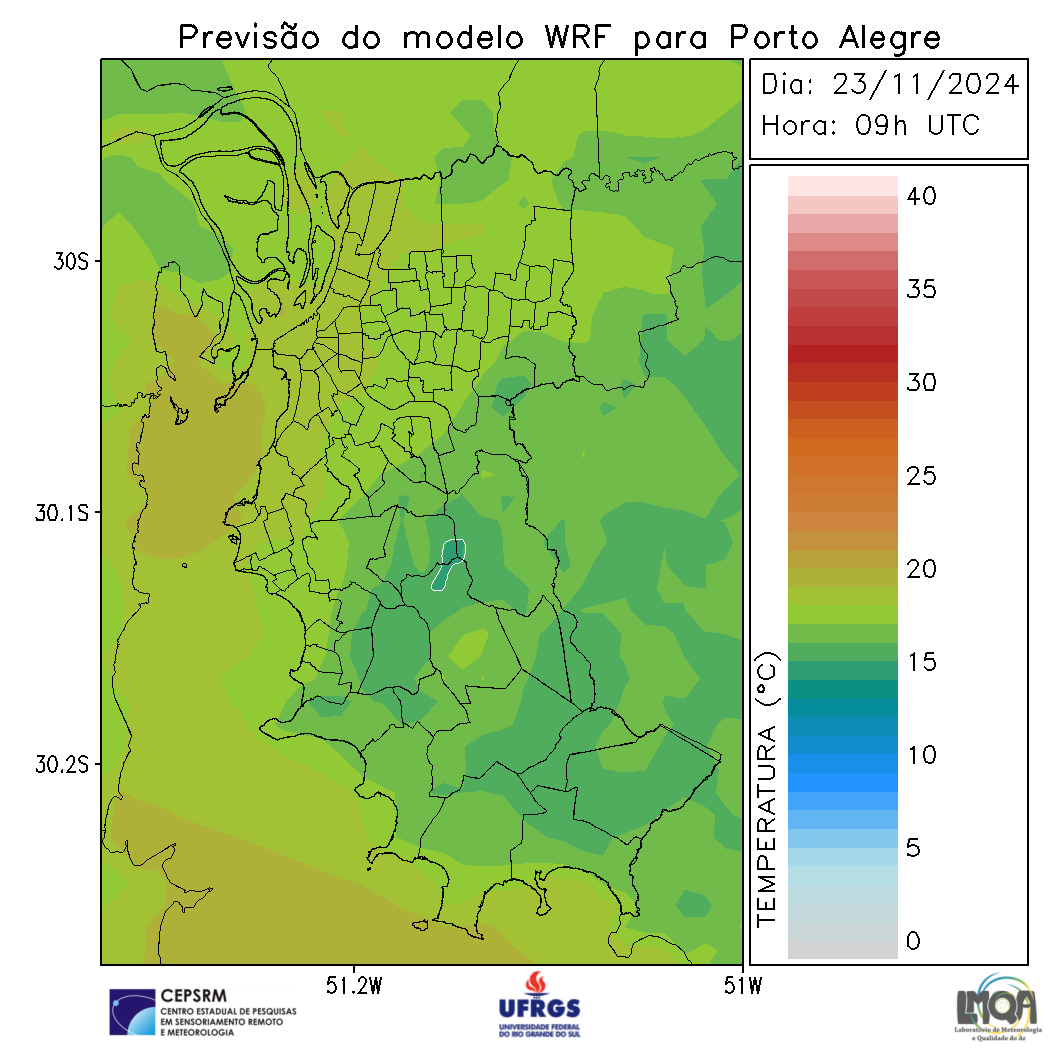 Previsão do modelo WRF para Porto Alegre
Dia: 23/11/2024
Hora: 09h UTC
30S
30.1S
30.2S
51.2W
51W
40
35
30
25
20
15
10
5
0
TEMPERATURA (°C)
CEPSRM
CENTRO ESTADUAL DE PESQUISAS
EM SENSORIAMENTO REMOTO
E METEOROLOGIA
UFRGS
UNIVERSIDADE FEDERAL
DO RIO GRANDE DO SUL
LMQA
Laboratório de Meteorologia
e Qualidade do Ar